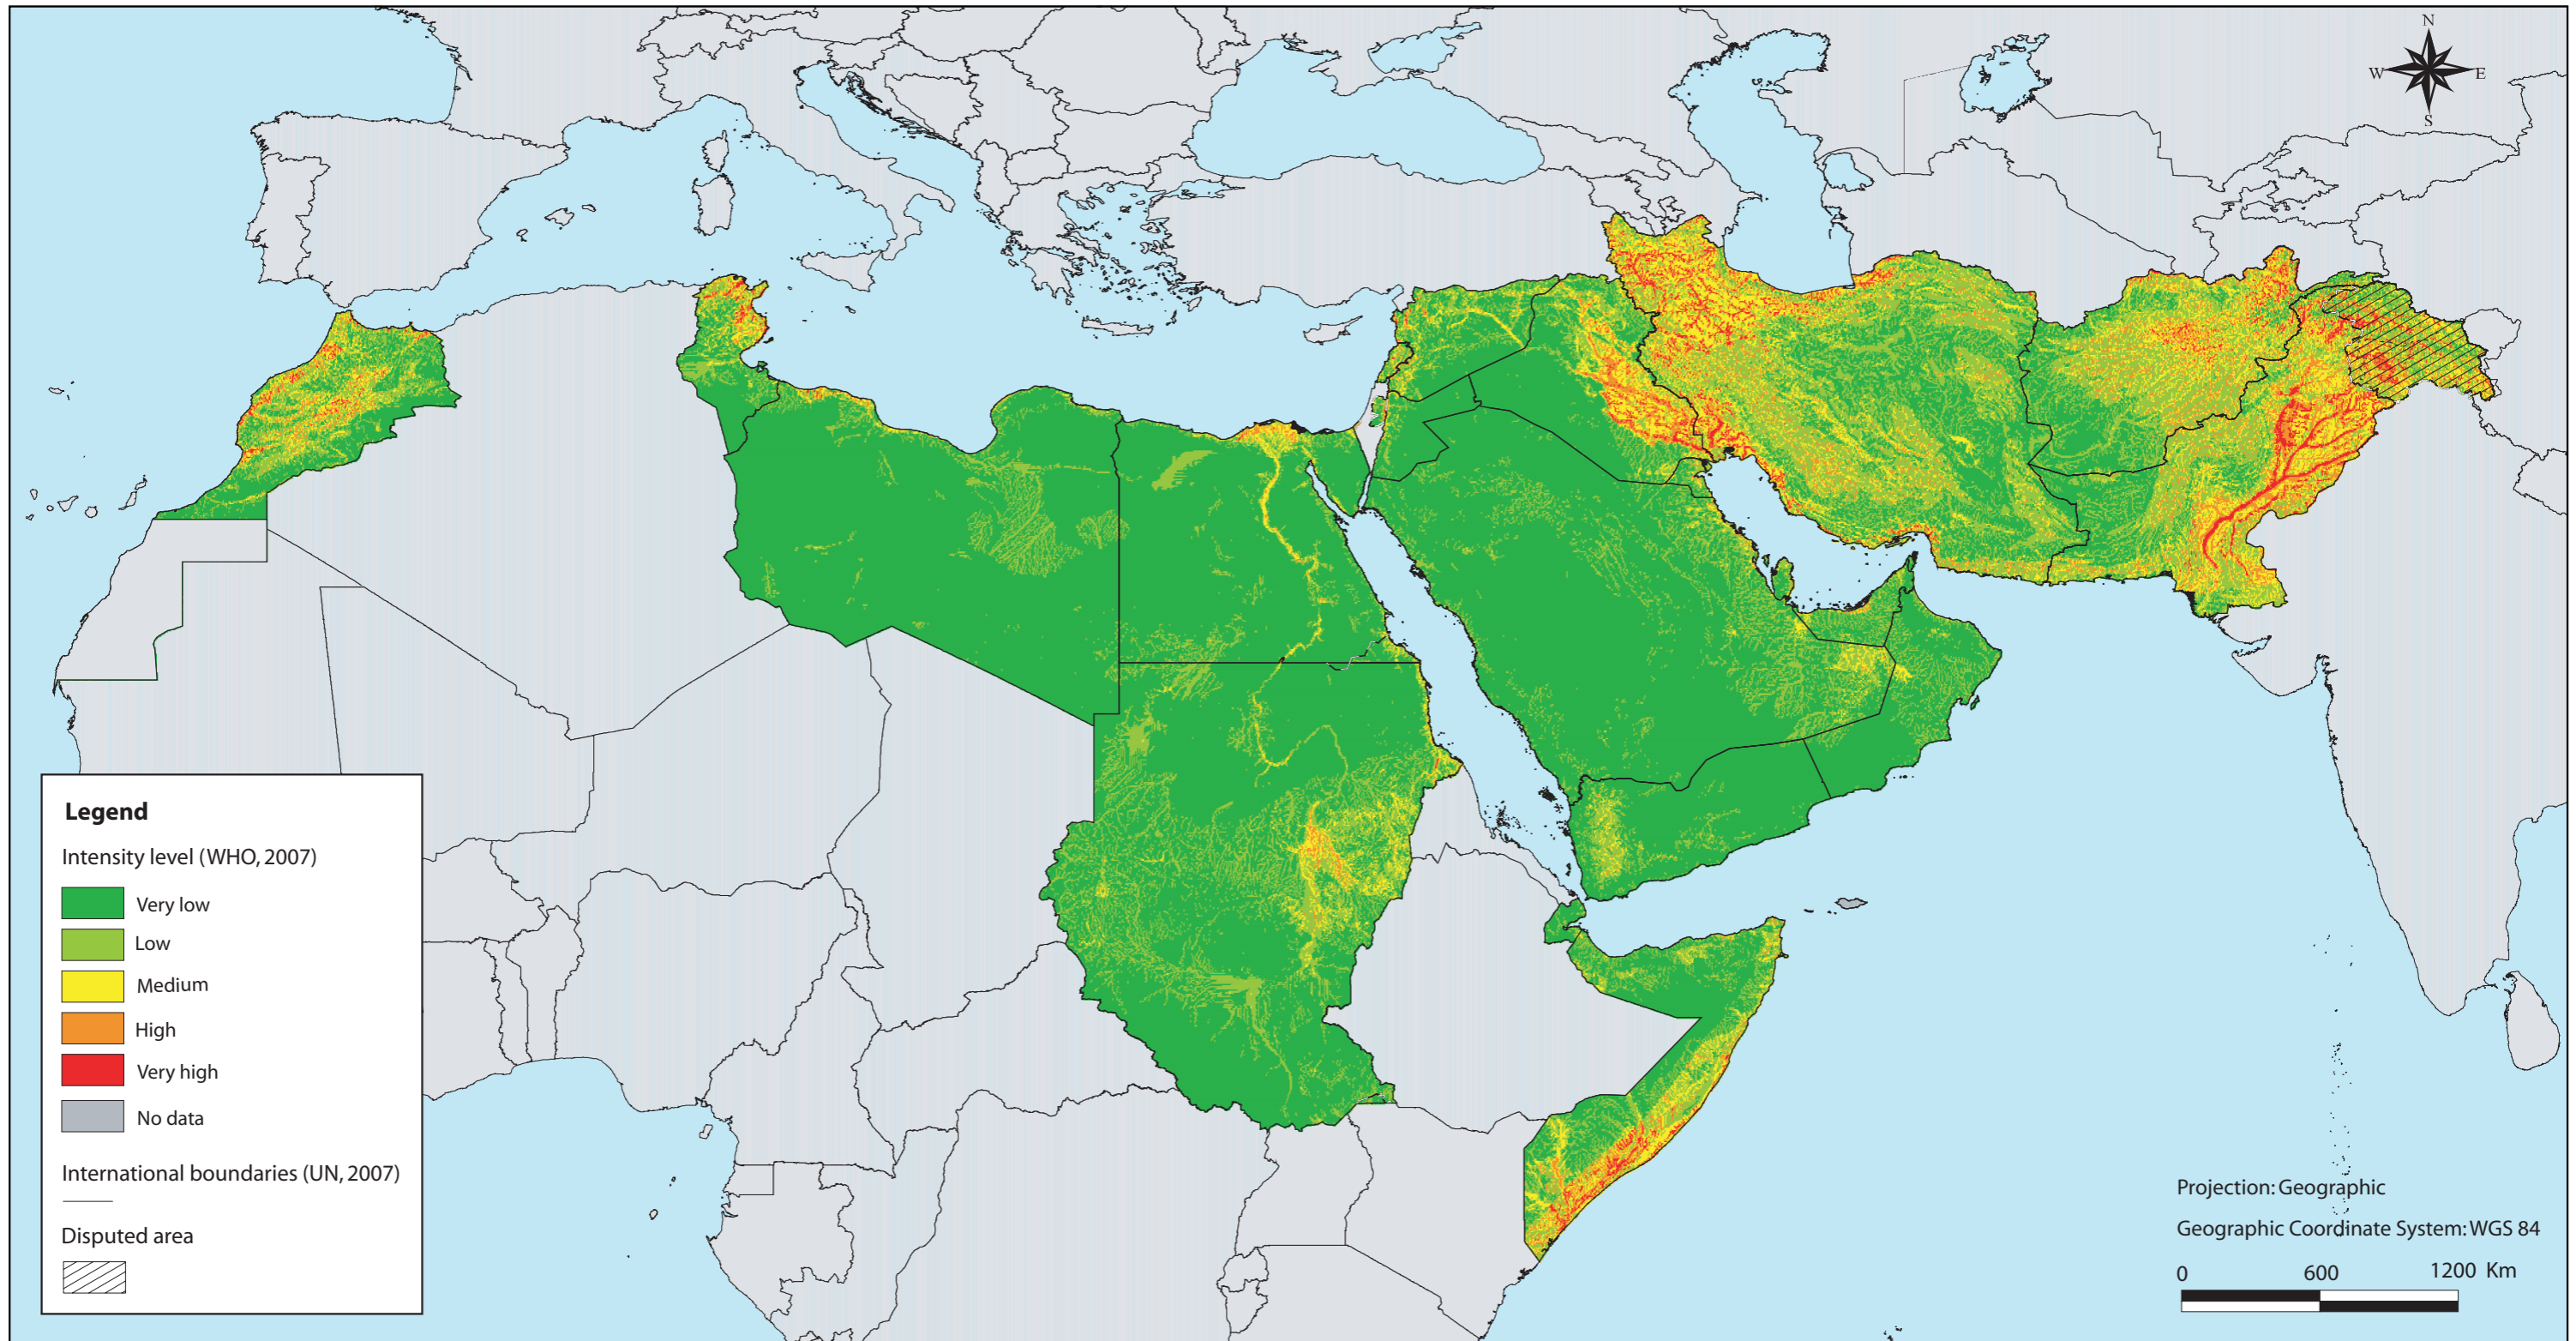 N
W E
S
Legend
Intensity level (WHO, 2007)
Very low
Low
Medium
High
Very high
No data
International boundaries (UN, 2007)
Disputed area
Projection: Geographic
Geographic Coordinate System: WGS 84
0 600 1200 Km